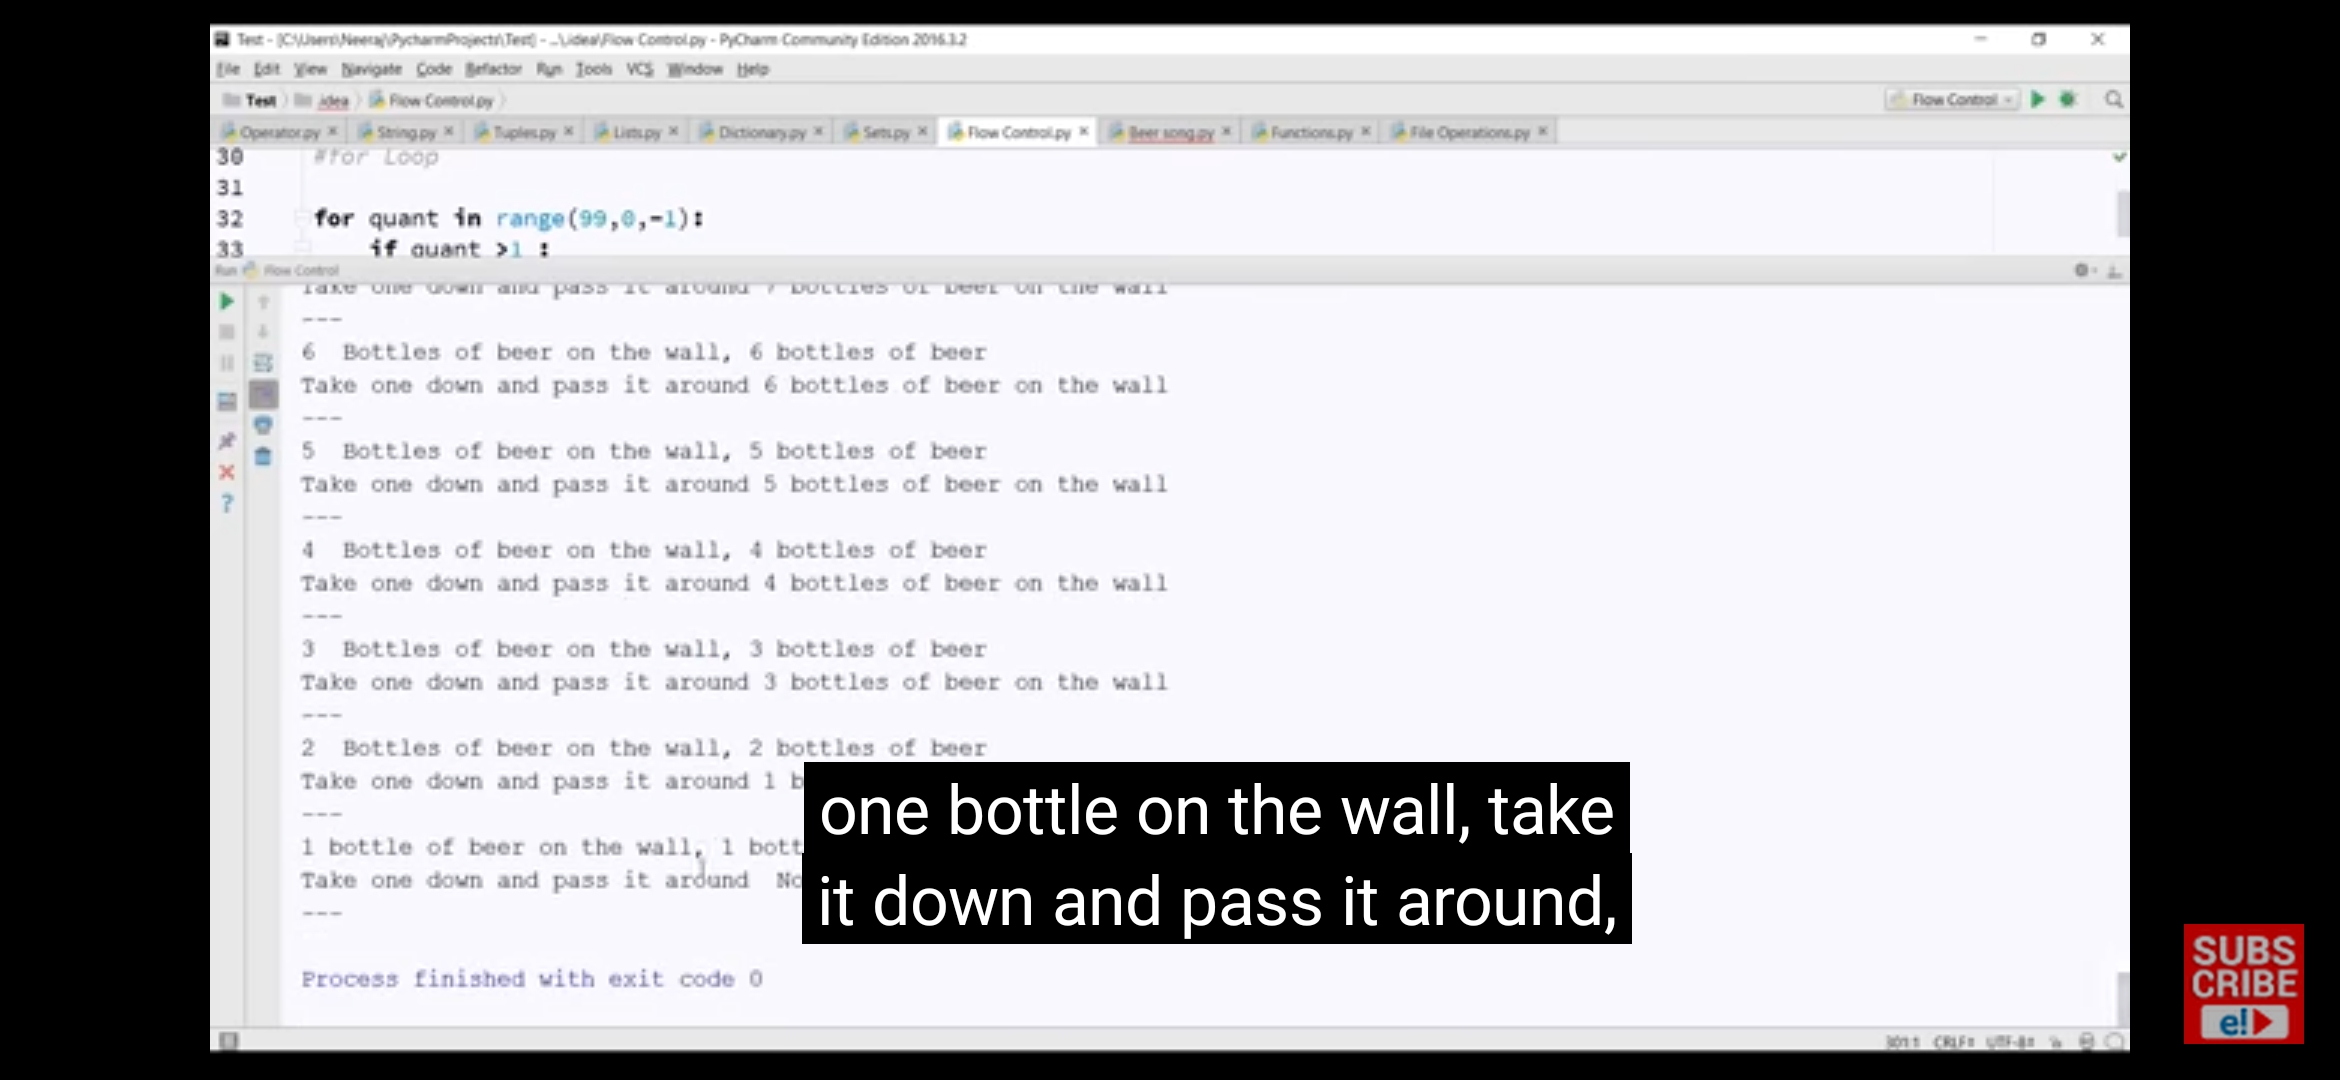 Test - [C:\Users\Neeraj\PycharmProjects\Test] - ...\.idea\Flow Control.py - PyCharm Community Edition 2016.3.2
File Edit View Navigate Code Refactor Run Tools VCS Window Help
Test .idea Flow Control.py Flow Control
Operator.py String.py Tuples.py Lists.py Dictionary.py Sets.py Flow Control.py Beer song.py Functions.py File Operations.py
30 #for Loop
31
32 for quant in range(99,0,-1):
33 if quant >1 :
Run Flow Control
Take one down and pass it around 7 bottles of beer on the wall
---
6  Bottles of beer on the wall, 6 bottles of beer
Take one down and pass it around 6 bottles of beer on the wall
---
5  Bottles of beer on the wall, 5 bottles of beer
Take one down and pass it around 5 bottles of beer on the wall
---
4  Bottles of beer on the wall, 4 bottles of beer
Take one down and pass it around 4 bottles of beer on the wall
---
3  Bottles of beer on the wall, 3 bottles of beer
Take one down and pass it around 3 bottles of beer on the wall
---
2  Bottles of beer on the wall, 2 bottles of beer
Take one down and pass it around 1 b
---
1 bottle of beer on the wall, 1 bott
Take one down and pass it around  No
---
one bottle on the wall, take
it down and pass it around,
Process finished with exit code 0
CRLF UTF-8
SUBS
CRIBE
e!